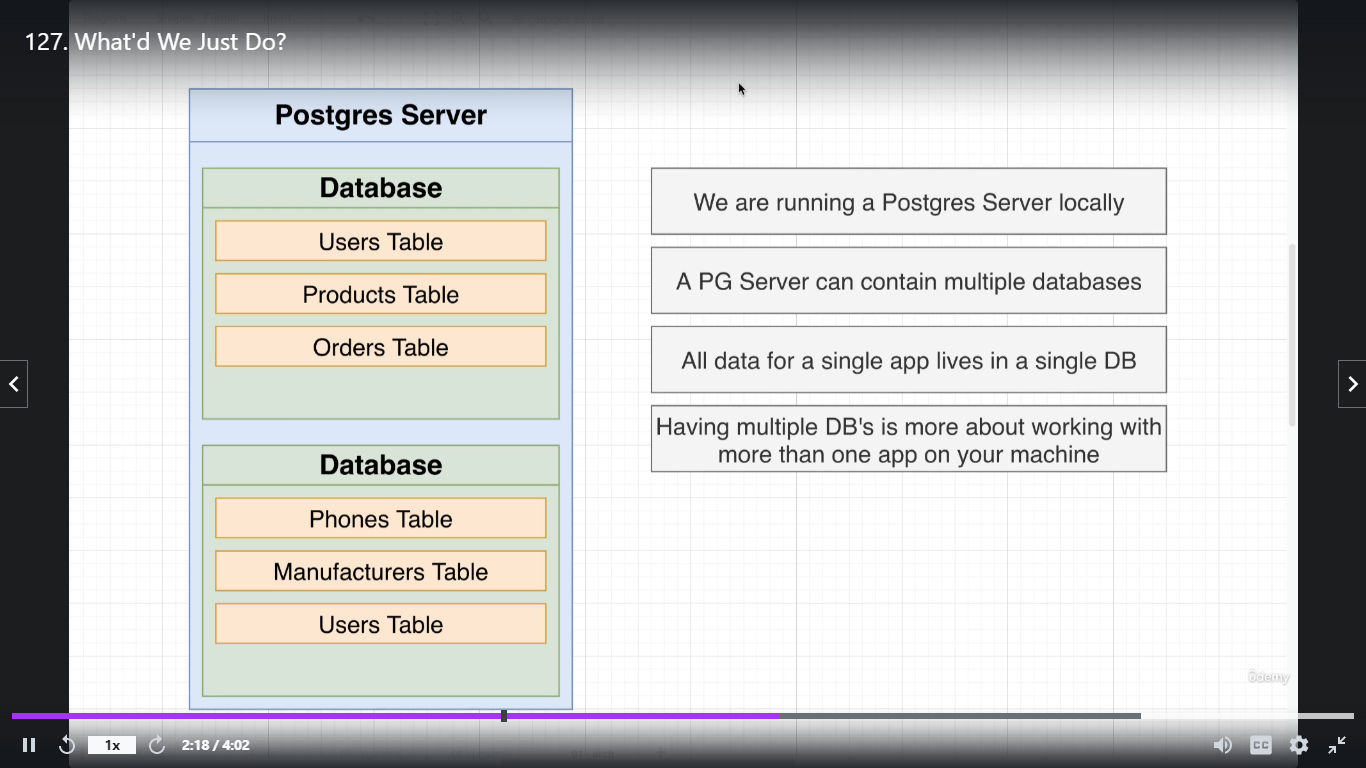 127. What'd We Just Do?
Postgres Server
Database
Users Table
Products Table
Orders Table
Database
Phones Table
Manufacturers Table
Users Table
We are running a Postgres Server locally
A PG Server can contain multiple databases
All data for a single app lives in a single DB
Having multiple DB's is more about working with
more than one app on your machine
ûdemy
1x
2:18 / 4:02
CC